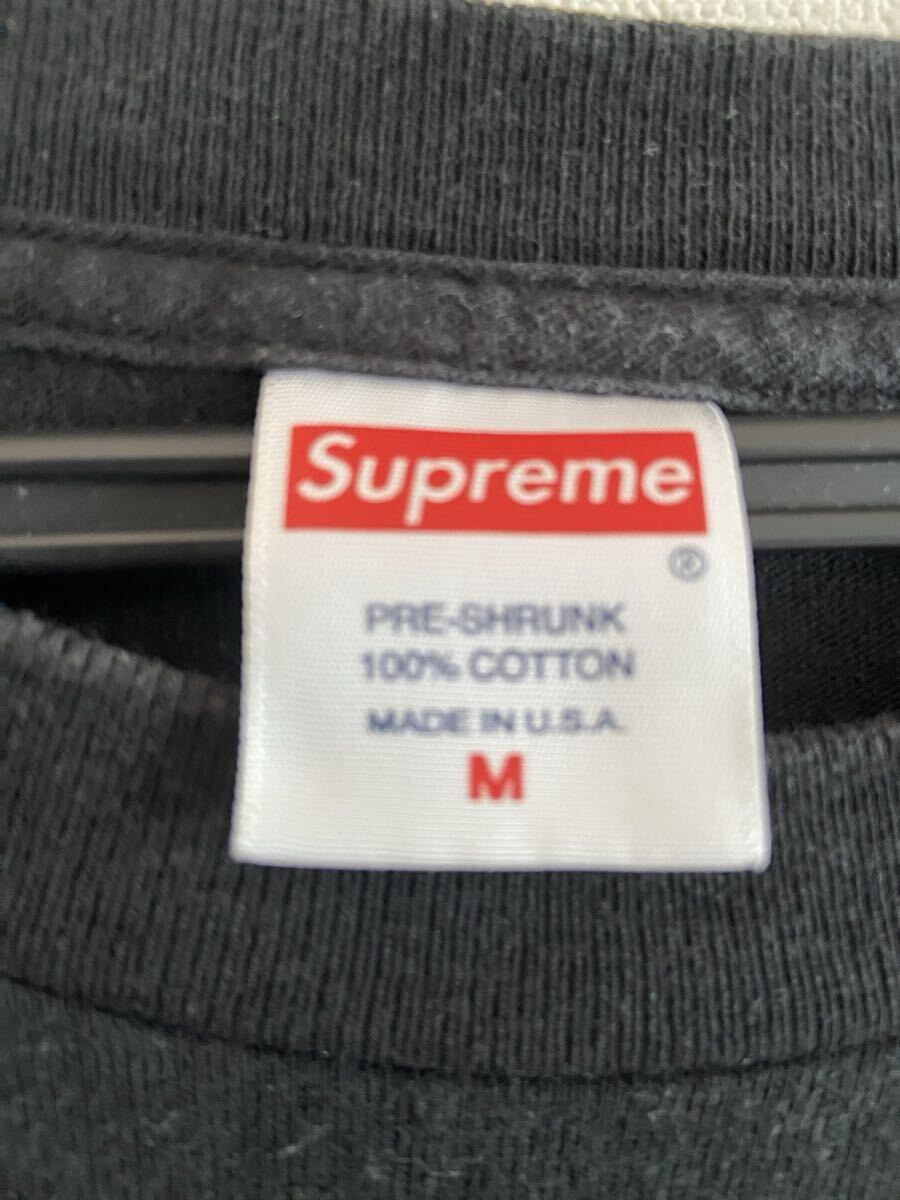 Supreme
®
PRE-SHRUNK
100% COTTON
MADE IN U.S.A.
M